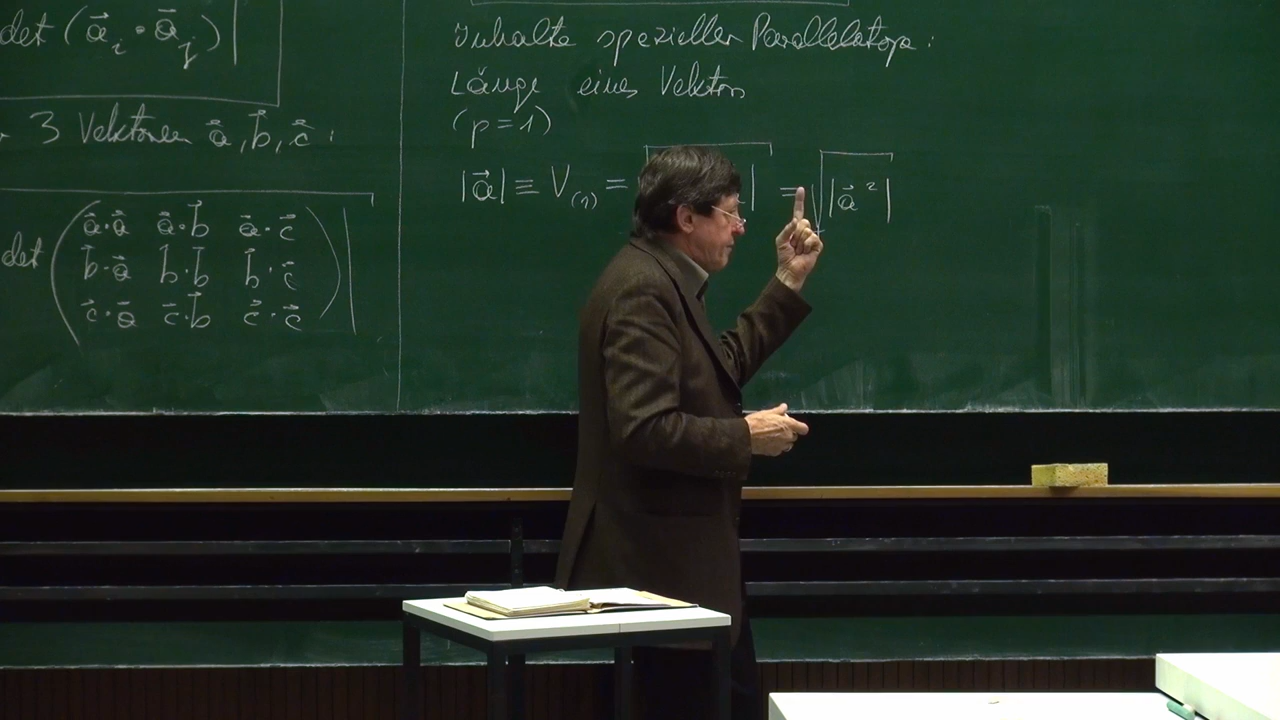 det (a⃗ᵢ · a⃗ⱼ) |
3 Vektoren a⃗, b⃗, c⃗ :
det ( a⃗·a⃗ a⃗·b⃗ a⃗·c⃗
b⃗·a⃗ b⃗·b⃗ b⃗·c⃗
c⃗·a⃗ c⃗·b⃗ c⃗·c⃗ ) |
Inhalte spezieller Parallelotope :
Länge eines Vektors
(p = 1)
|a⃗| ≡ V₍₁₎ = √ | = √|a⃗ ²|